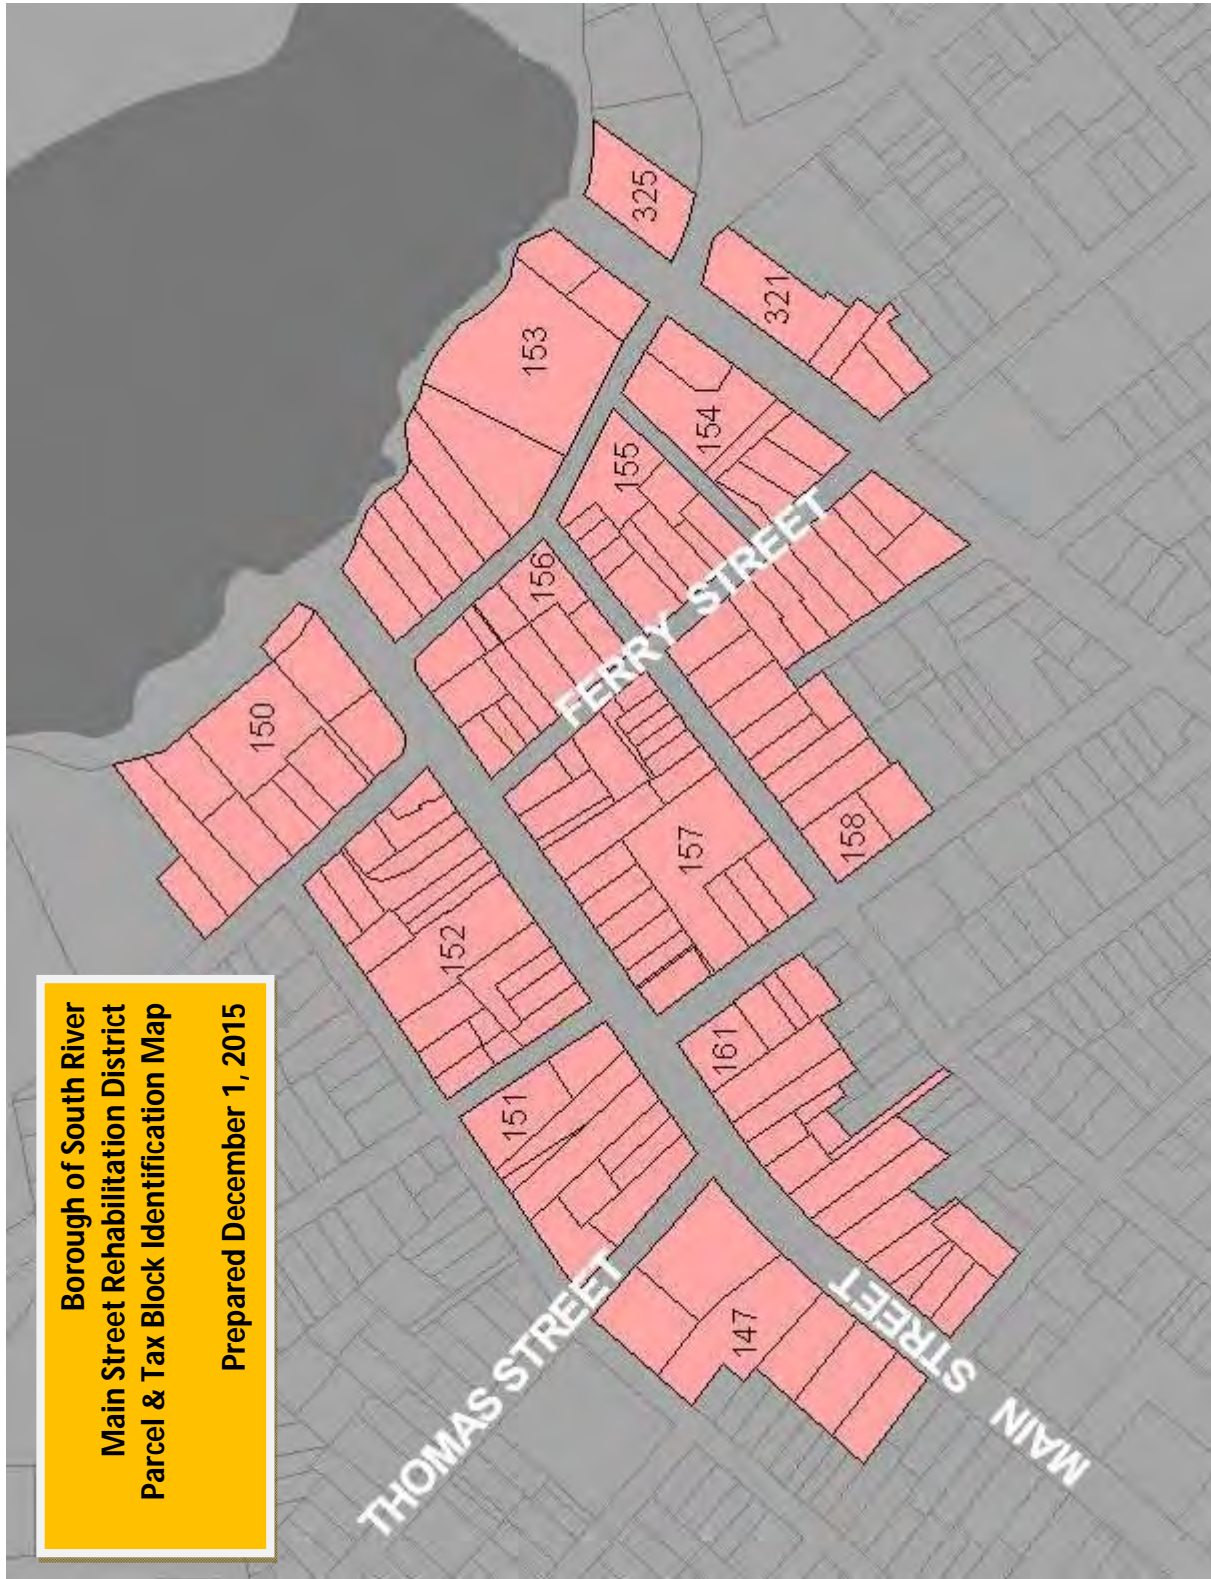 Borough of South River
Main Street Rehabilitation District
Parcel & Tax Block Identification Map
Prepared December 1, 2015
325
321
153
154
155
FERRY STREET
156
150
157
158
152
161
151
THOMAS STREET
147
MAIN STREET